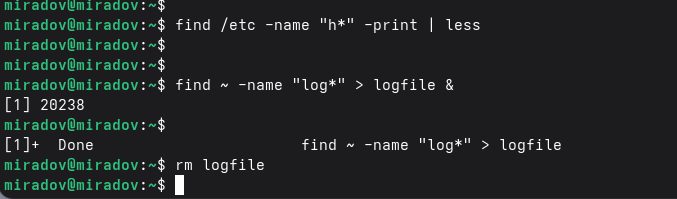 miradov@miradov:~$
miradov@miradov:~$ find /etc -name "h*" -print | less
miradov@miradov:~$
miradov@miradov:~$
miradov@miradov:~$ find ~ -name "log*" > logfile &
[1] 20238
miradov@miradov:~$
[1]+  Done                    find ~ -name "log*" > logfile
miradov@miradov:~$ rm logfile
miradov@miradov:~$